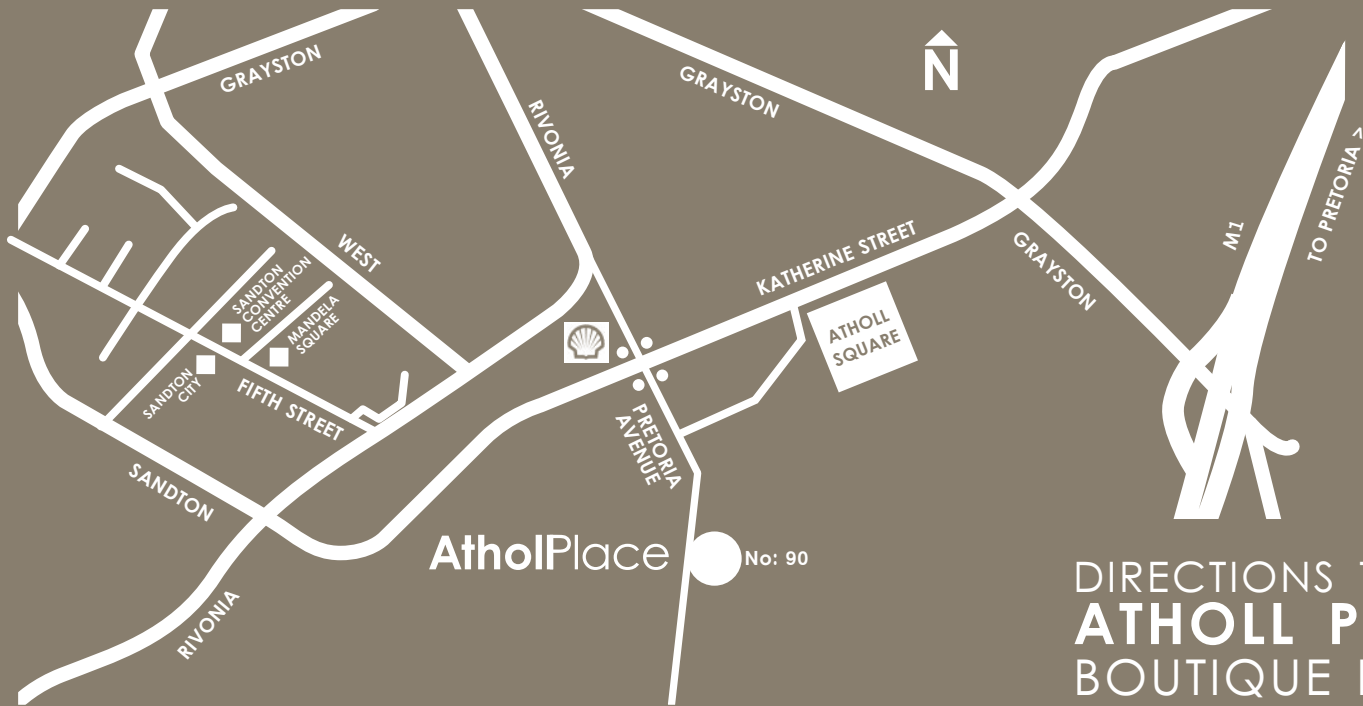 GRAYSTON
RIVONIA
GRAYSTON
N
TO PRETORIA >
M1
WEST
KATHERINE STREET
GRAYSTON
SANDTON
CONVENTION
CENTRE
MANDELA
SQUARE
ATHOLL
SQUARE
SANDTON
CITY
FIFTH STREET
PRETORIA
AVENUE
SANDTON
AtholPlace
No: 90
RIVONIA
DIRECTIONS
ATHOLL
BOUTIQUE